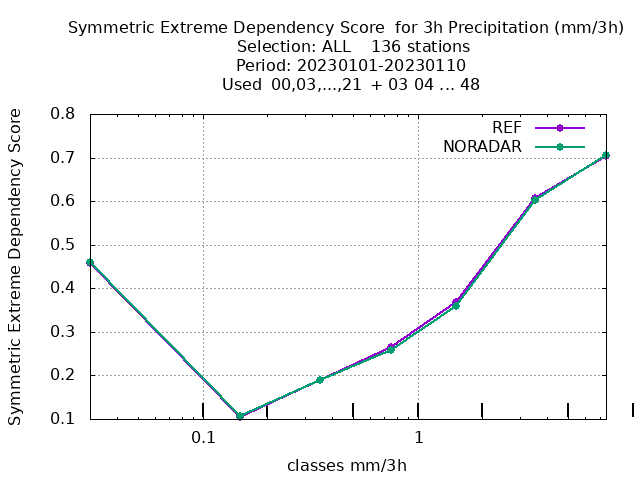 Symmetric Extreme Dependency Score  for 3h Precipitation (mm/3h)
Selection: ALL    136 stations
Period: 20230101-20230110
Used  00,03,...,21  + 03 04 ... 48
REF
NORADAR
Symmetric Extreme Dependency Score
0.8
0.7
0.6
0.5
0.4
0.3
0.2
0.1
0.1
1
classes mm/3h